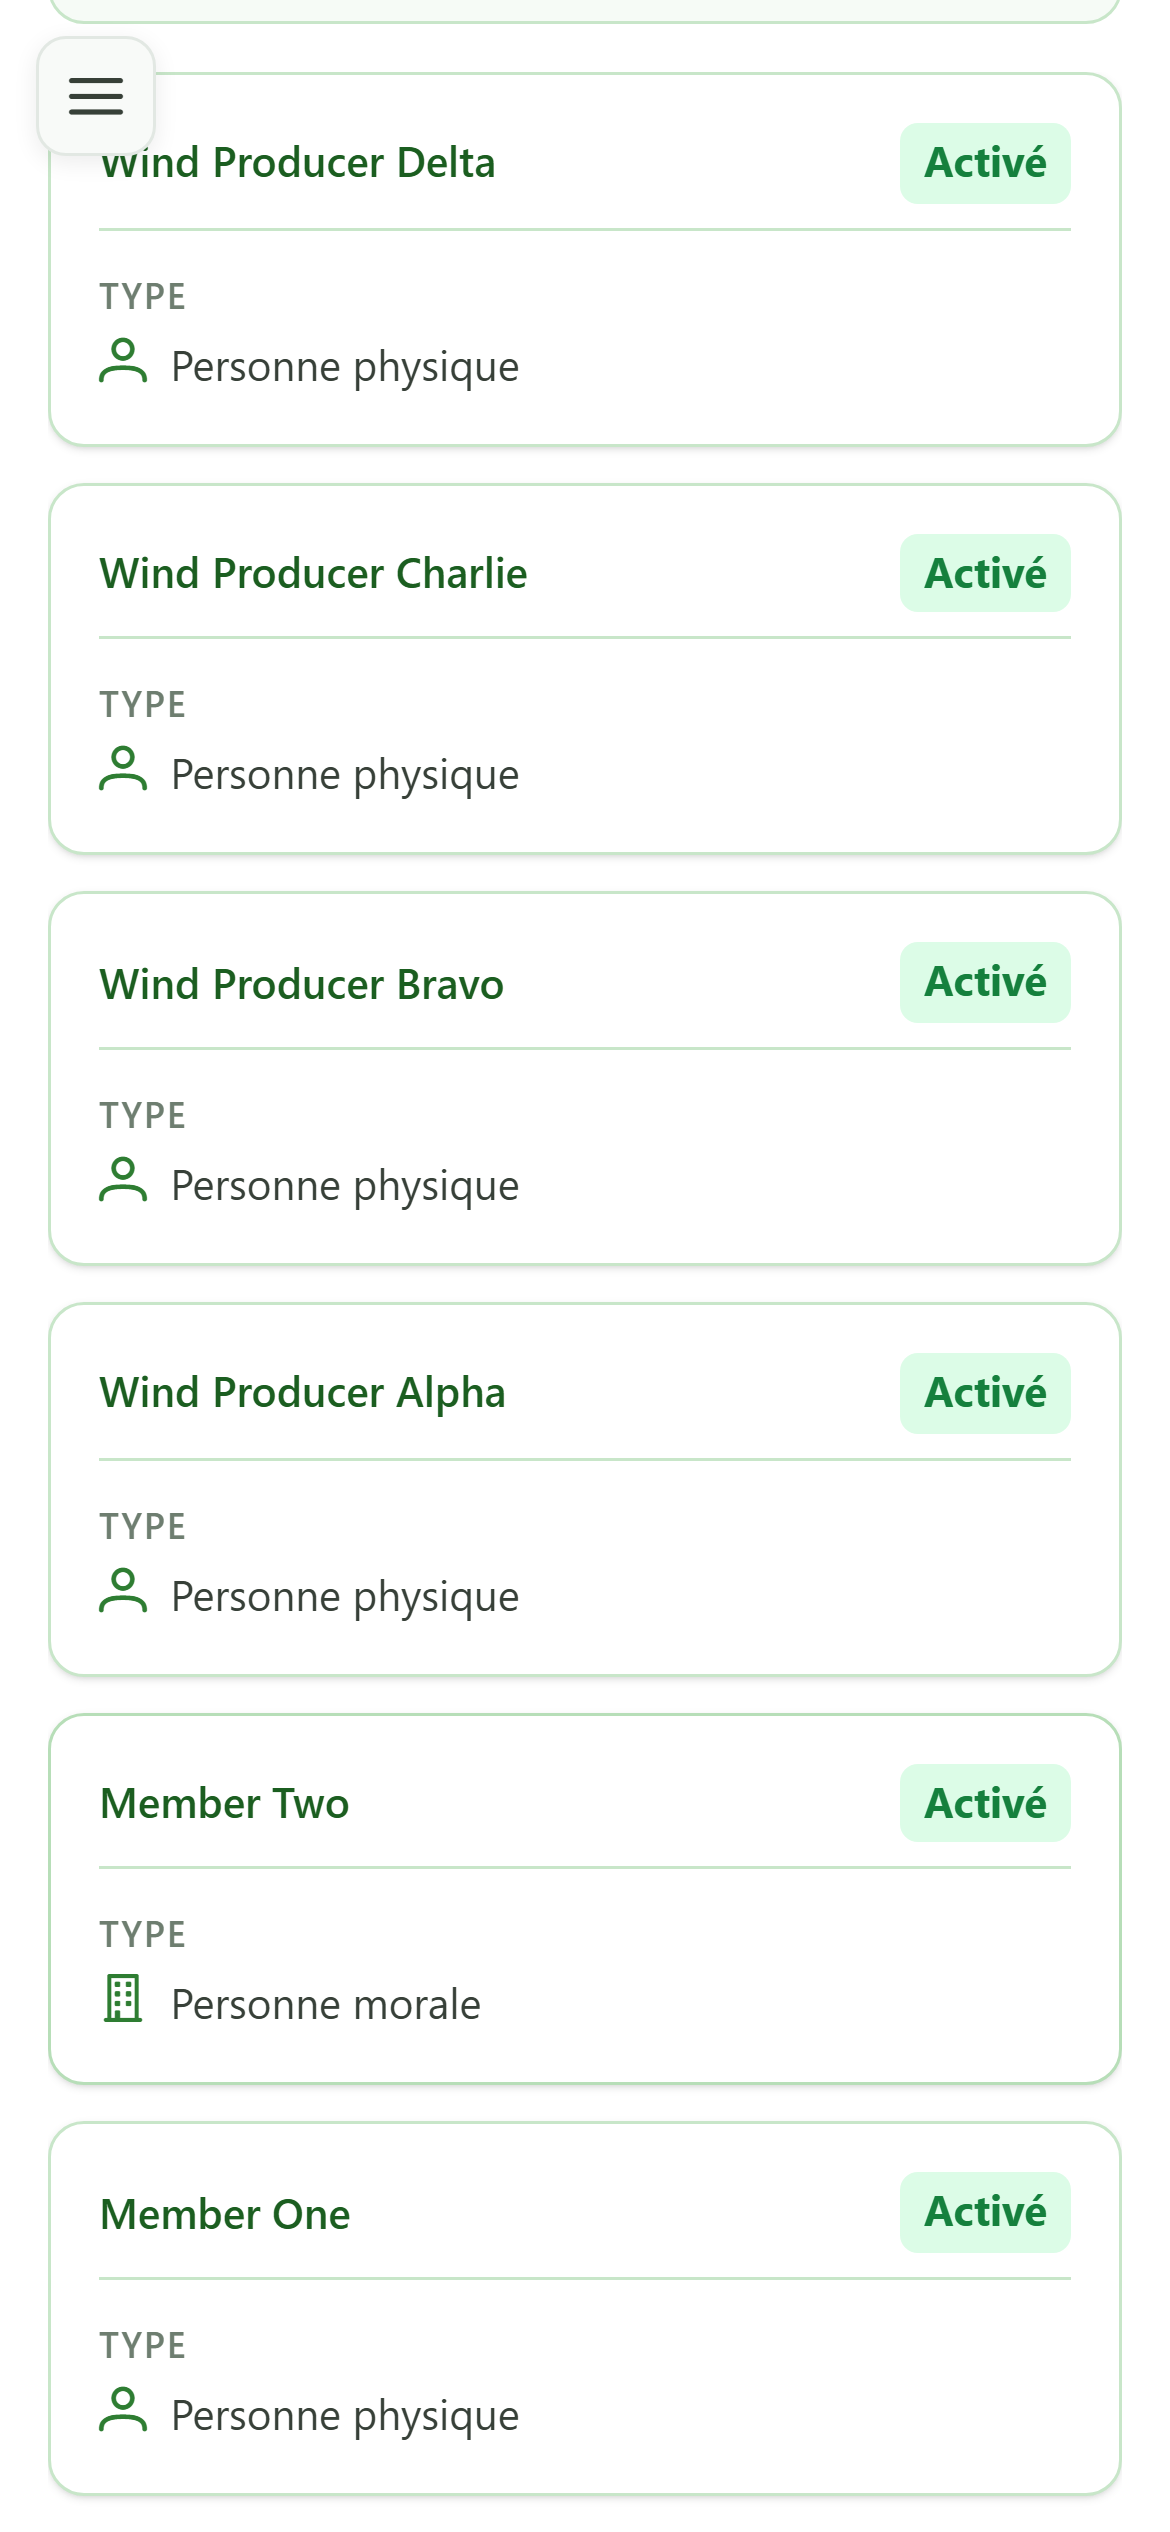 Wind Producer Delta
Activé
TYPE
Personne physique
Wind Producer Charlie
Activé
TYPE
Personne physique
Wind Producer Bravo
Activé
TYPE
Personne physique
Wind Producer Alpha
Activé
TYPE
Personne physique
Member Two
Activé
TYPE
Personne morale
Member One
Activé
TYPE
Personne physique